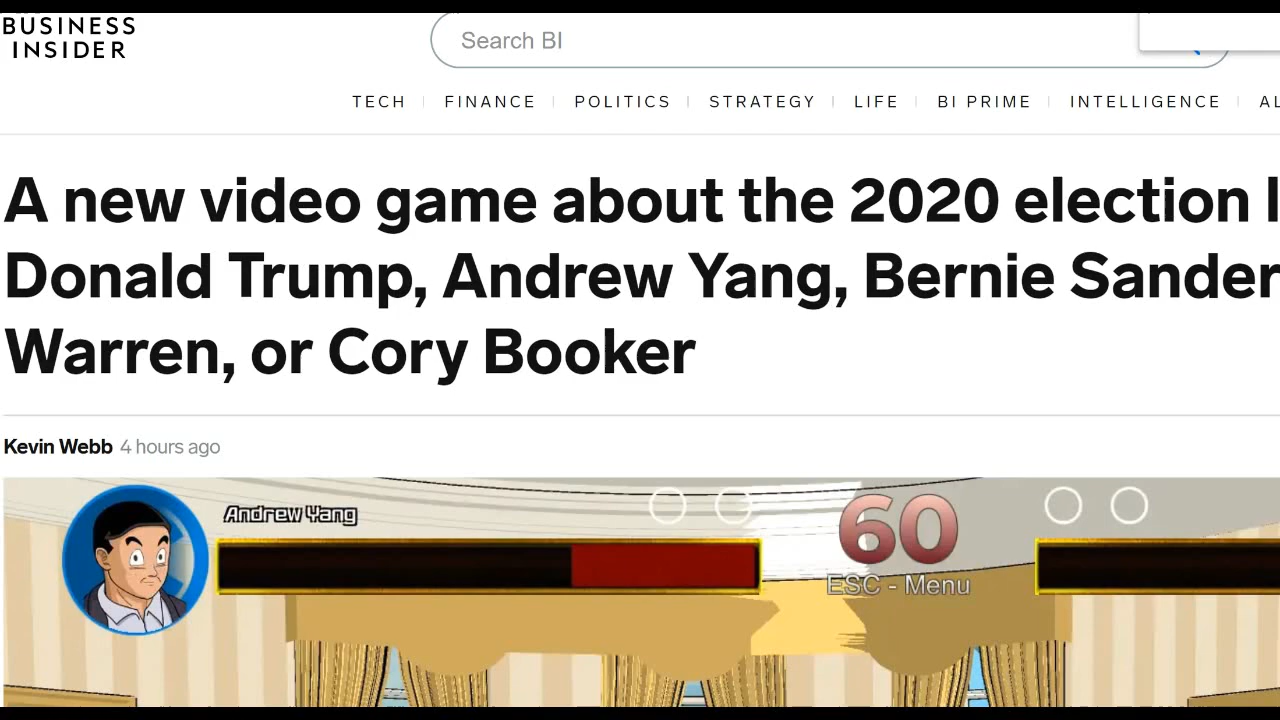 BUSINESS
INSIDER
Search BI
TECH FINANCE POLITICS STRATEGY LIFE BI PRIME INTELLIGENCE
A new video game about the 2020 election
Donald Trump, Andrew Yang, Bernie Sander
Warren, or Cory Booker
Kevin Webb 4 hours ago
Andrew Yang
60
ESC - Menu